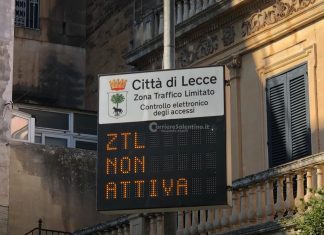 Città di Lecce
Zona Traffico Limitato
Controllo elettronico
degli accessi
CorriereSalentino.it
ZTL
NON
ATTIVA